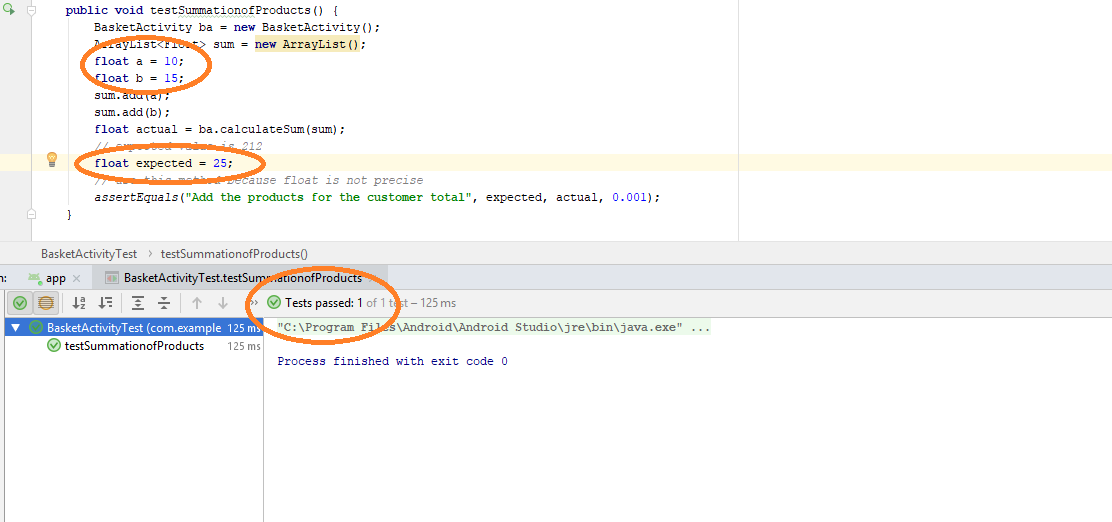 public void testSummationofProducts() {
BasketActivity ba = new BasketActivity();
ArrayList<Float> sum = new ArrayList();
float a = 10;
float b = 15;
sum.add(a);
sum.add(b);
float actual = ba.calculateSum(sum);
// expected value is 212
float expected = 25;
// use this method because float is not precise
assertEquals("Add the products for the customer total", expected, actual, 0.001);
}
BasketActivityTest › testSummationofProducts()
n: app × BasketActivityTest.testSummationofProducts
» Tests passed: 1 of 1 test – 125 ms
BasketActivityTest (com.example 125 ms "C:\Program Files\Android\Android Studio\jre\bin\java.exe" ...
testSummationofProducts 125 ms
Process finished with exit code 0